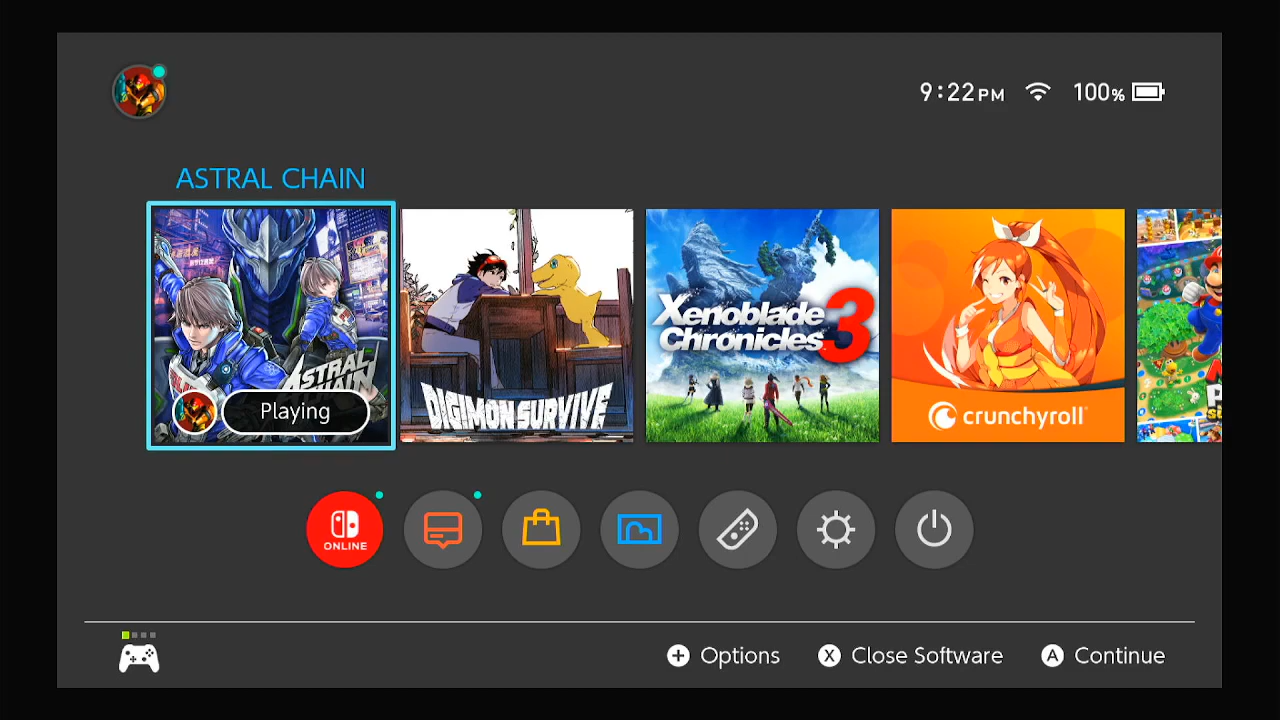 9:22PM 100%
ASTRAL CHAIN
ASTRAL
CHAIN
Playing
DIGIMON SURVIVE
Xenoblade
Chronicles 3
crunchyroll
ONLINE
+ Options X Close Software A Continue